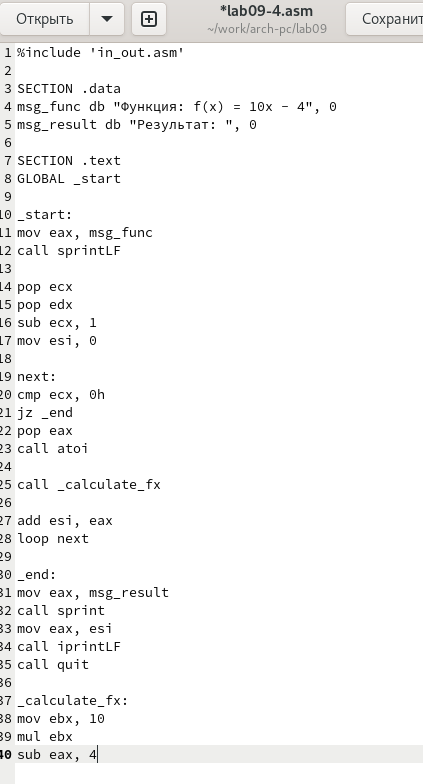 Открыть
*lab09-4.asm
~/work/arch-pc/lab09
Сохранит
1 %include 'in_out.asm'
2
3 SECTION .data
4 msg_func db "Функция: f(x) = 10x - 4", 0
5 msg_result db "Результат: ", 0
6
7 SECTION .text
8 GLOBAL _start
9
10 _start:
11 mov eax, msg_func
12 call sprintLF
13
14 pop ecx
15 pop edx
16 sub ecx, 1
17 mov esi, 0
18
19 next:
20 cmp ecx, 0h
21 jz _end
22 pop eax
23 call atoi
24
25 call _calculate_fx
26
27 add esi, eax
28 loop next
29
30 _end:
31 mov eax, msg_result
32 call sprint
33 mov eax, esi
34 call iprintLF
35 call quit
36
37 _calculate_fx:
38 mov ebx, 10
39 mul ebx
40 sub eax, 4